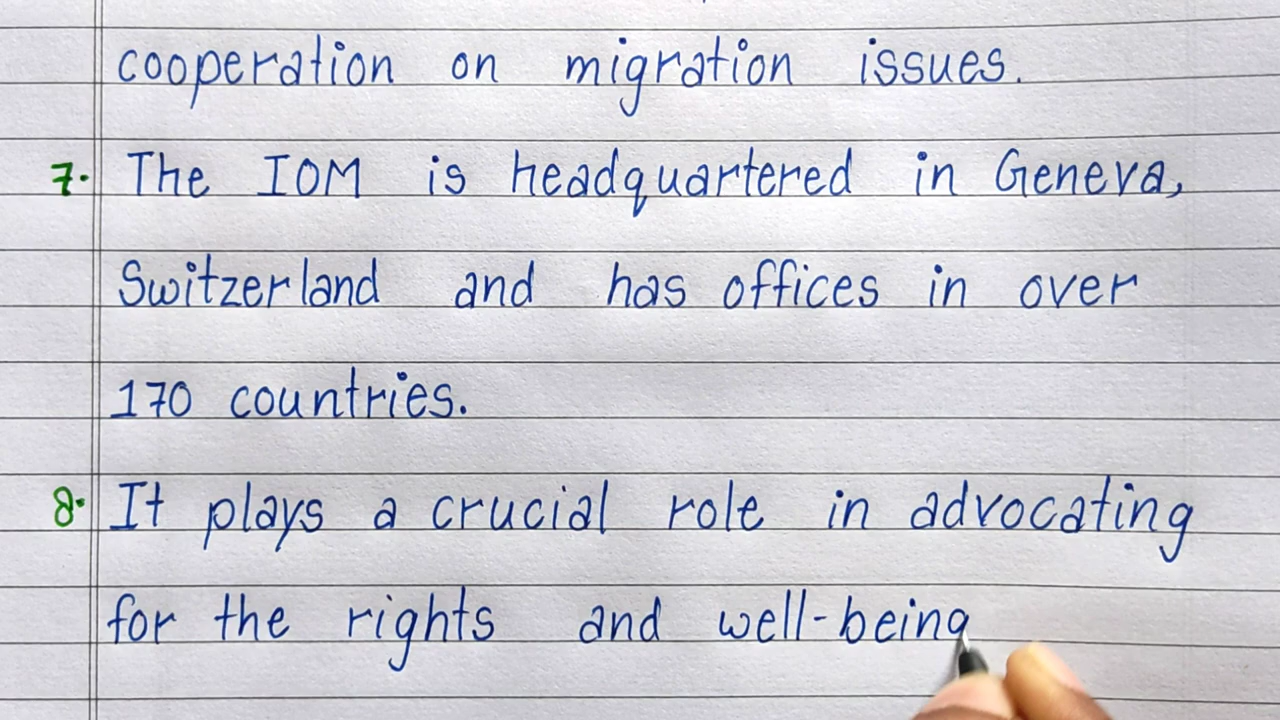 cooperation on migration issues.
7. The IOM is headquartered in Geneva,
Switzerland and has offices in over
170 countries.
8. It plays a crucial role in advocating
for the rights and well-being